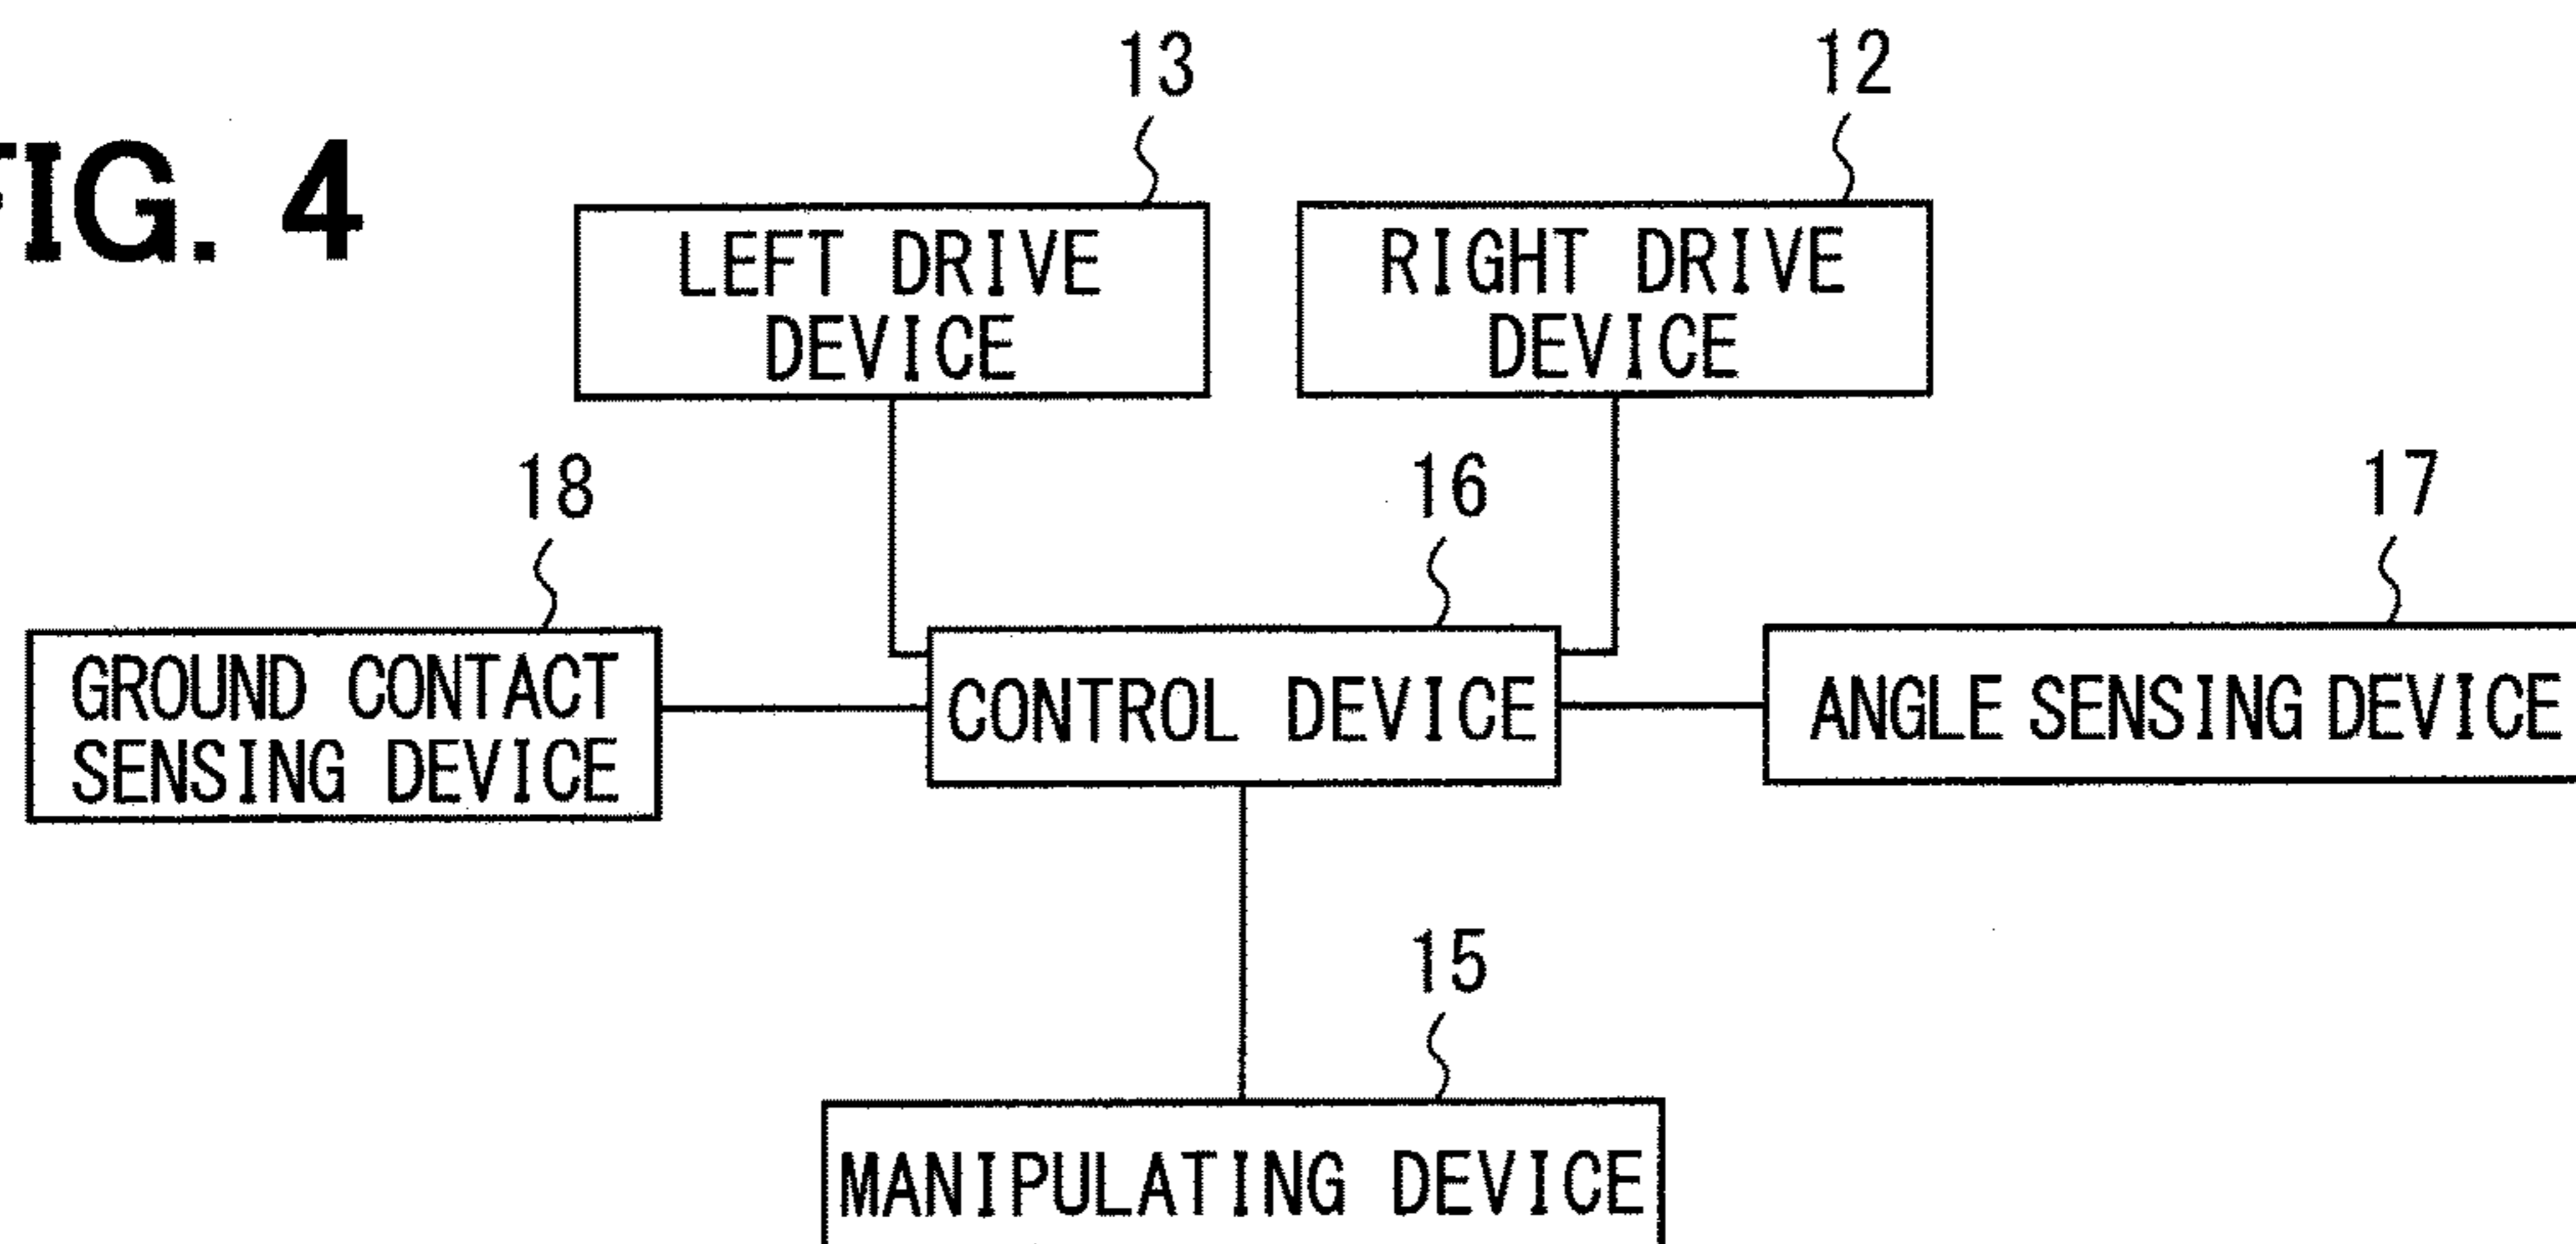 FIG. 4
13
12
LEFT DRIVE
DEVICE
RIGHT DRIVE
DEVICE
18
16
17
GROUND CONTACT
SENSING DEVICE
CONTROL DEVICE
ANGLE SENSING DEVICE
15
MANIPULATING DEVICE